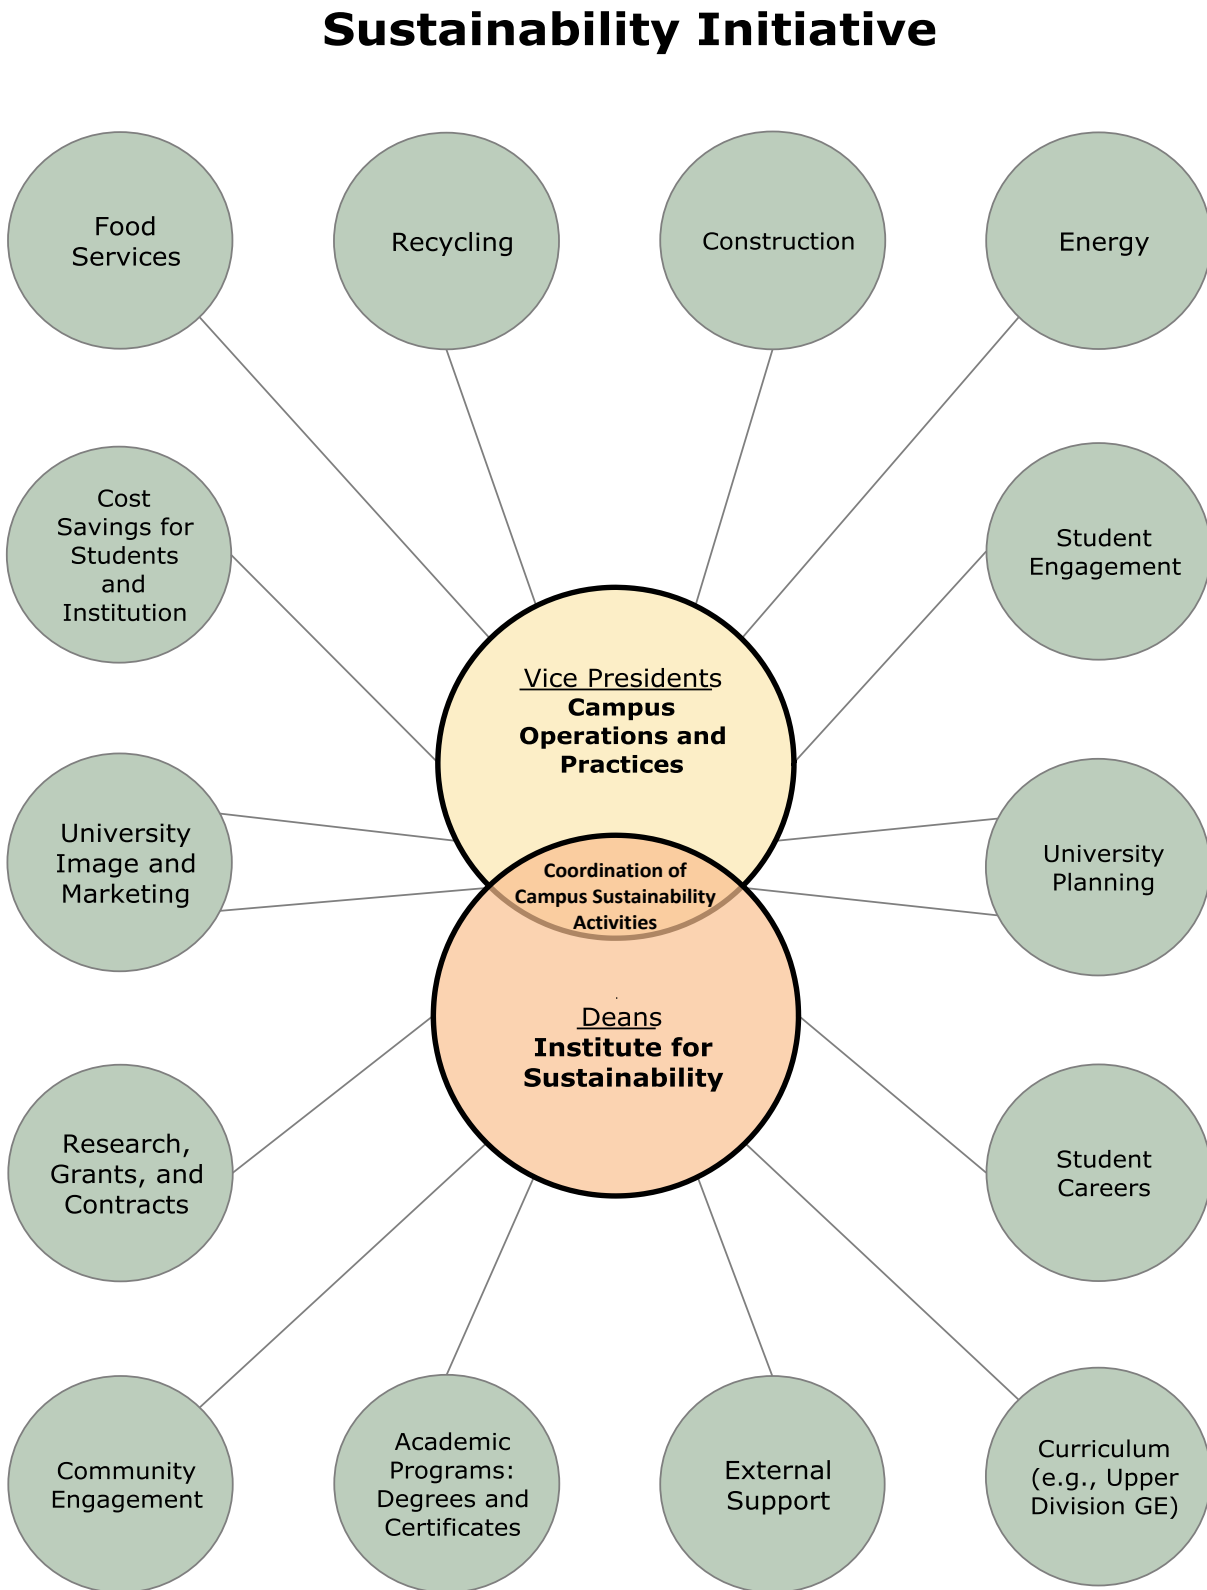 Sustainability Initiative
Food
Services
Recycling
Construction
Energy
Cost
Savings for
Students
and
Institution
Student
Engagement
Vice Presidents
Campus
Operations and
Practices
University
Image and
Marketing
University
Planning
Coordination of
Campus Sustainability
Activities
.
Deans
Institute for
Sustainability
Research,
Grants, and
Contracts
Student
Careers
Community
Engagement
Academic
Programs:
Degrees and
Certificates
External
Support
Curriculum
(e.g., Upper
Division GE)